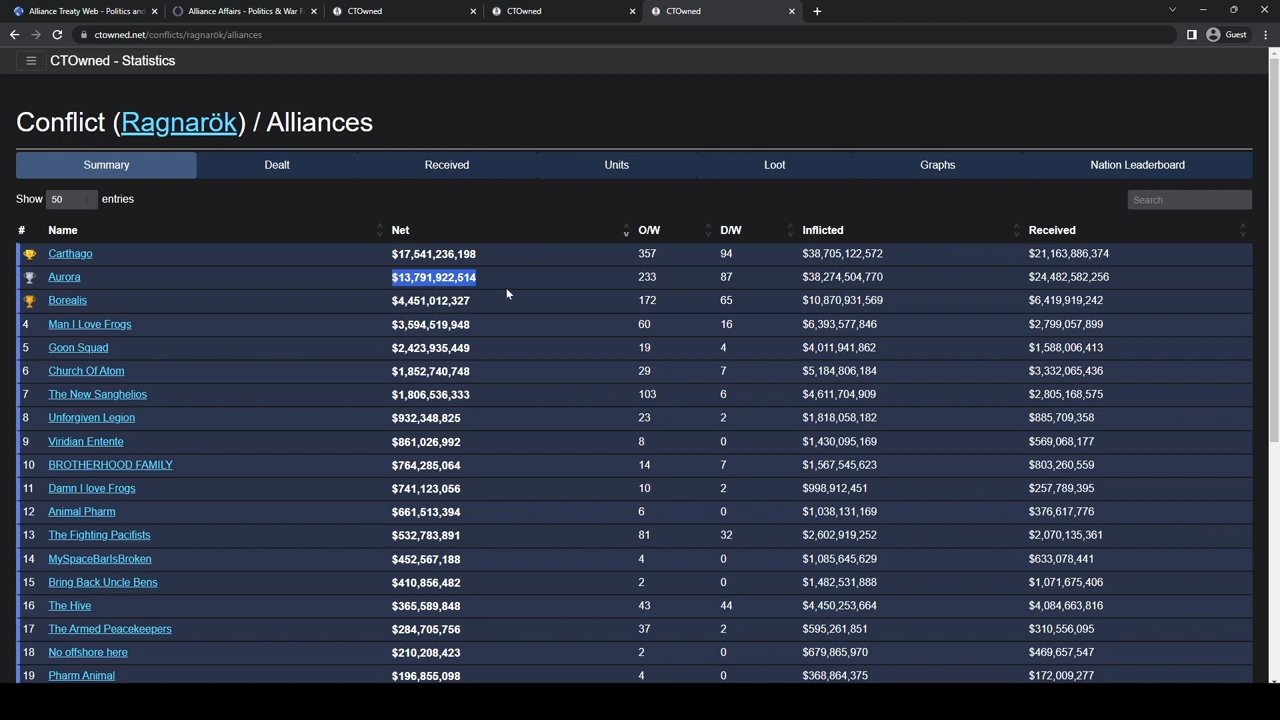 Alliance Treaty Web - Politics and
Alliance Affairs - Politics & War Fo
CTOwned
CTOwned
CTOwned
ctowned.net/conflicts/ragnarök/alliances
Guest
CTOwned - Statistics
Conflict (Ragnarök) / Alliances
Summary Dealt Received Units Loot Graphs Nation Leaderboard
Show 50 entries Search
# Name Net O/W D/W Inflicted Received
Carthago $17,541,236,198 357 94 $38,705,122,572 $21,163,886,374
Aurora $13,791,922,514 233 87 $38,274,504,770 $24,482,582,256
Borealis $4,451,012,327 172 65 $10,870,931,569 $6,419,919,242
4 Man I Love Frogs $3,594,519,948 60 16 $6,393,577,846 $2,799,057,899
5 Goon Squad $2,423,935,449 19 4 $4,011,941,862 $1,588,006,413
6 Church Of Atom $1,852,740,748 29 7 $5,184,806,184 $3,332,065,436
7 The New Sanghelios $1,806,536,333 103 6 $4,611,704,909 $2,805,168,575
8 Unforgiven Legion $932,348,825 23 2 $1,818,058,182 $885,709,358
9 Viridian Entente $861,026,992 8 0 $1,430,095,169 $569,068,177
10 BROTHERHOOD FAMILY $764,285,064 14 7 $1,567,545,623 $803,260,559
11 Damn I love Frogs $741,123,056 10 2 $998,912,451 $257,789,395
12 Animal Pharm $661,513,394 6 0 $1,038,131,169 $376,617,776
13 The Fighting Pacifists $532,783,891 81 32 $2,602,919,252 $2,070,135,361
14 MySpaceBarIsBroken $452,567,188 4 0 $1,085,645,629 $633,078,441
15 Bring Back Uncle Bens $410,856,482 2 0 $1,482,531,888 $1,071,675,406
16 The Hive $365,589,848 43 44 $4,450,253,664 $4,084,663,816
17 The Armed Peacekeepers $284,705,756 37 2 $595,261,851 $310,556,095
18 No offshore here $210,208,423 2 0 $679,865,970 $469,657,547
19 Pharm Animal $196,855,098 4 0 $368,864,375 $172,009,277